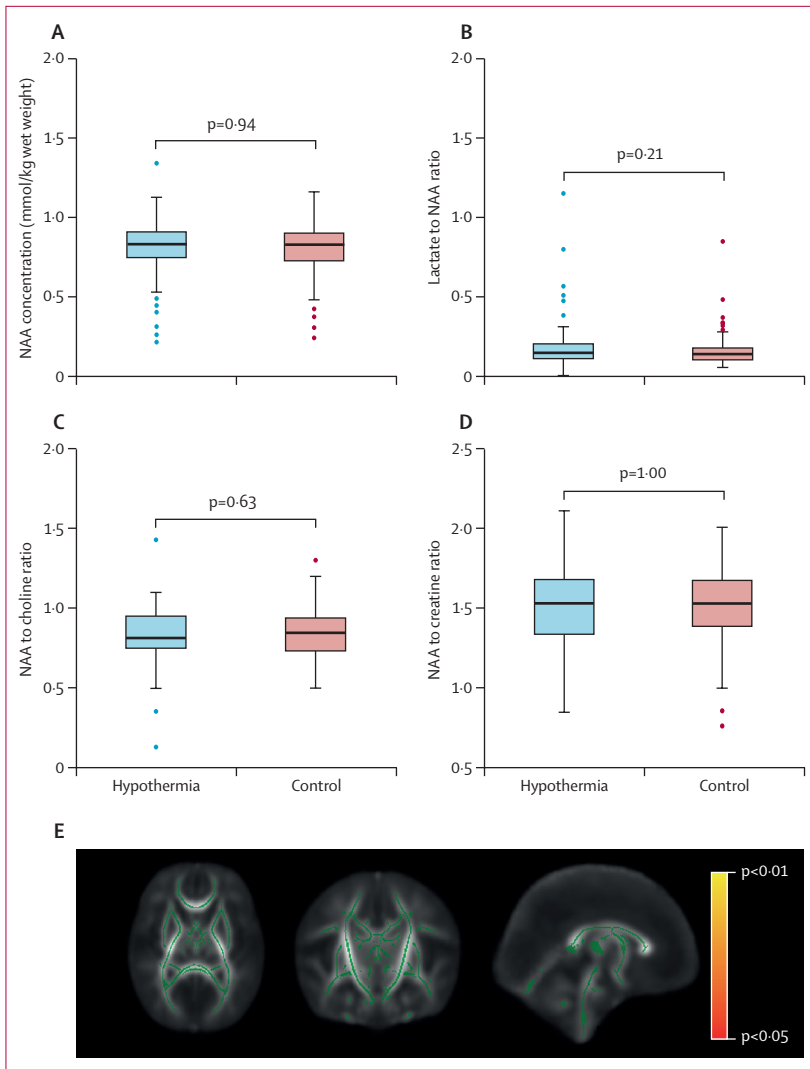 A
NAA concentration (mmol/kg wet weight)
2·0
1·5
1·0
0·5
0
p=0·94
B
Lactate to NAA ratio
2·0
1·5
1·0
0·5
0
p=0·21
C
NAA to choline ratio
2·0
1·5
1·0
0·5
0
p=0·63
Hypothermia
Control
D
NAA to creatine ratio
2·5
2·0
1·5
1·0
0·5
p=1·00
Hypothermia
Control
E
p<0·01
p<0·05